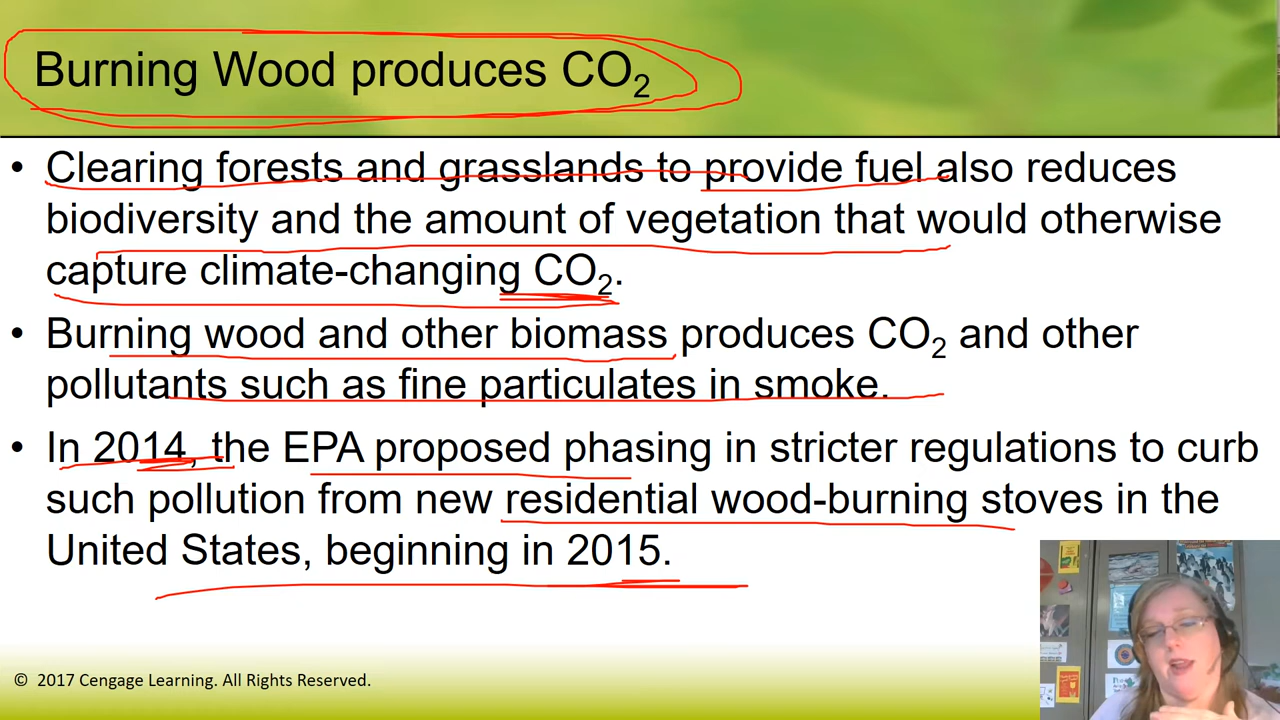 Burning Wood produces CO₂
• Clearing forests and grasslands to provide fuel also reduces
biodiversity and the amount of vegetation that would otherwise
capture climate-changing CO₂.
• Burning wood and other biomass produces CO₂ and other
pollutants such as fine particulates in smoke.
• In 2014, the EPA proposed phasing in stricter regulations to curb
such pollution from new residential wood-burning stoves in the
United States, beginning in 2015.
© 2017 Cengage Learning. All Rights Reserved.